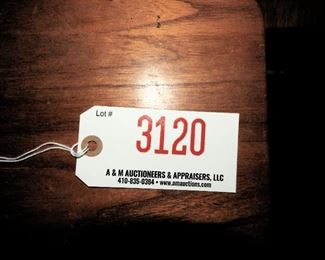 Lot #
3120
A & M AUCTIONEERS & APPRAISERS, LLC
410-835-0384 • www.amauctions.com